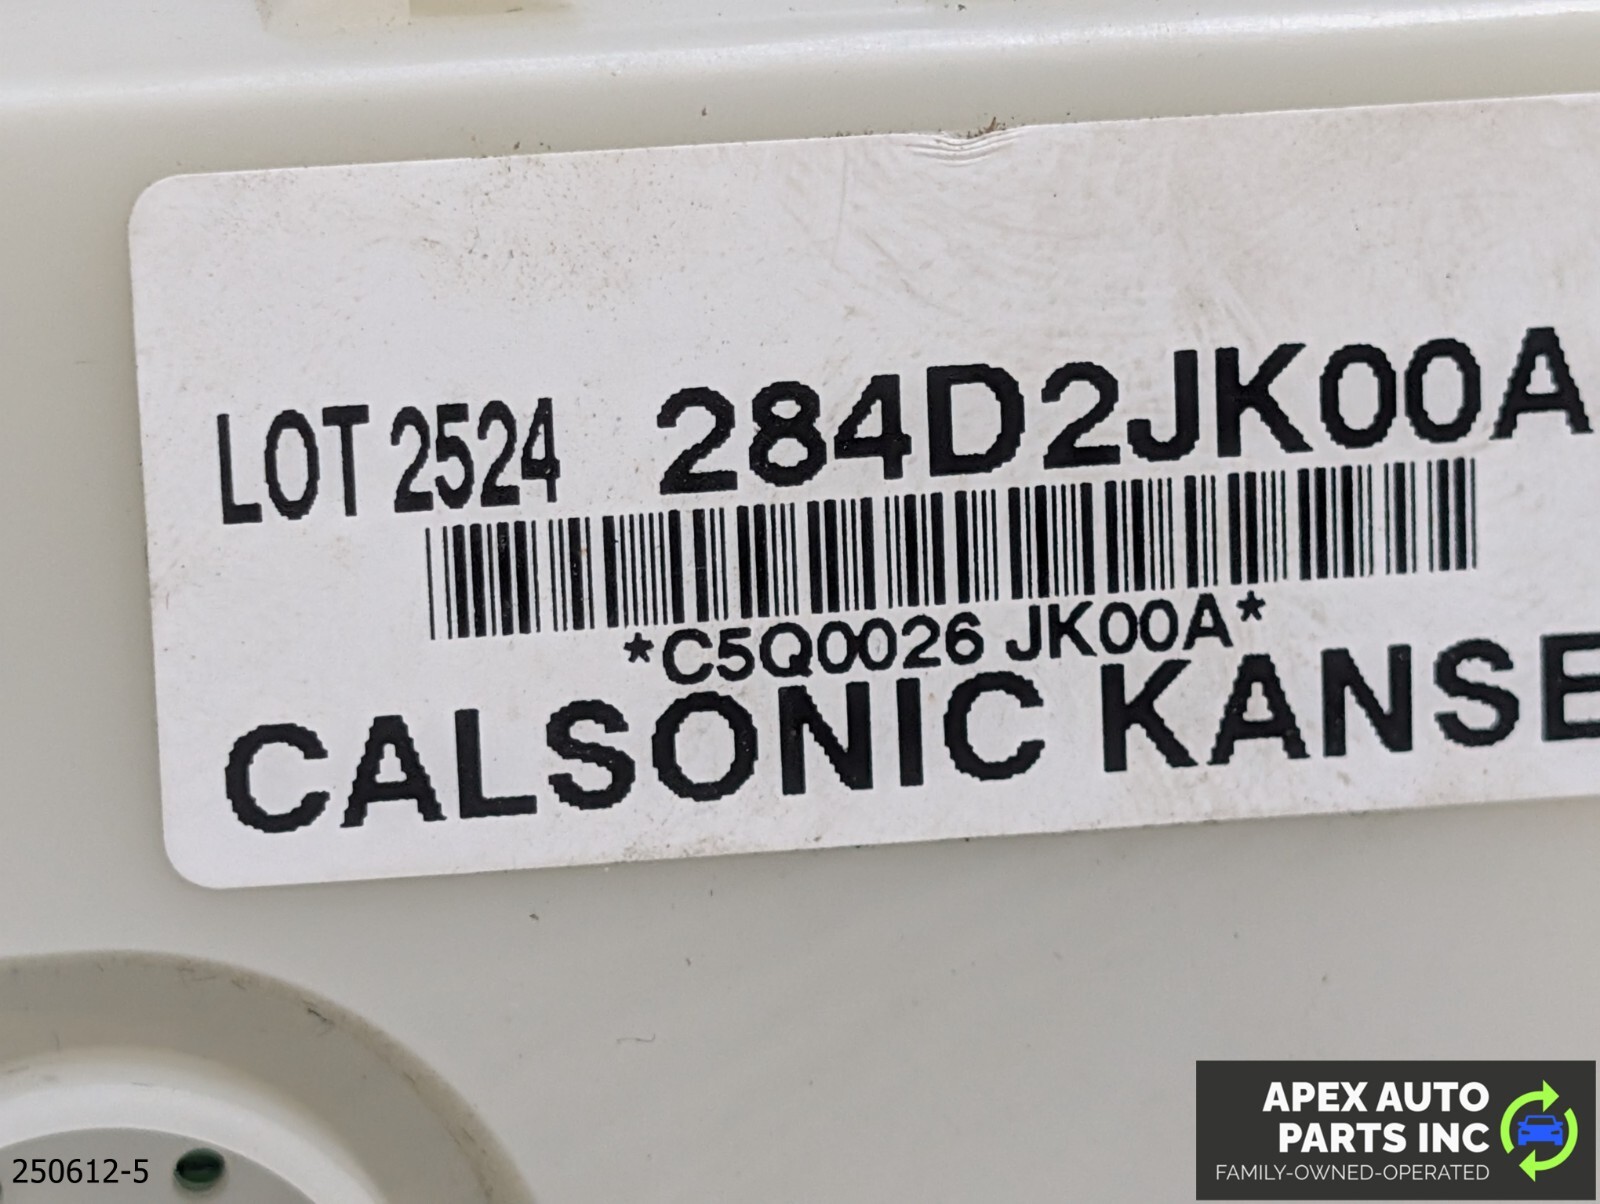 LOT 2524 284D2JK00A
*C5Q0026 JK00A*
CALSONIC KANSE
250612-5
APEX AUTO
PARTS INC
FAMILY-OWNED-OPERATED